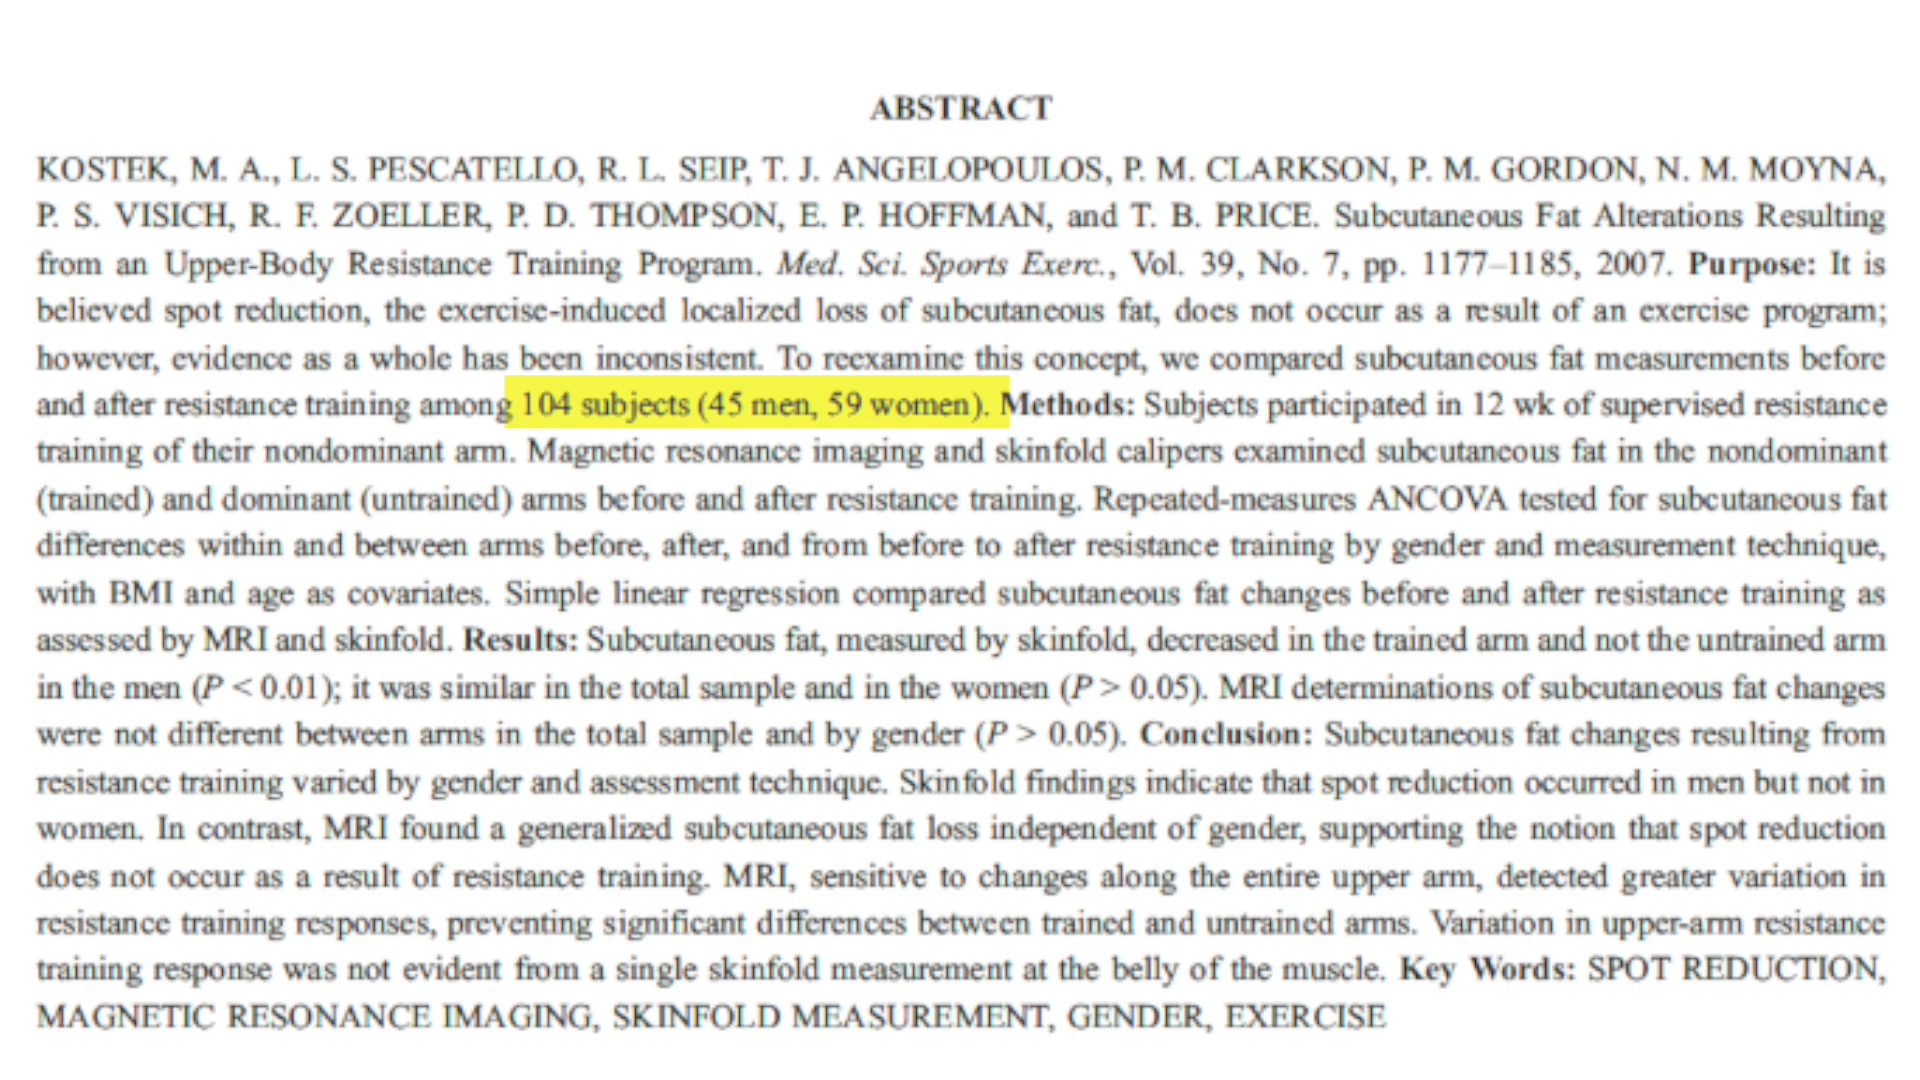 ABSTRACT
KOSTEK, M. A., L. S. PESCATELLO, R. L. SEIP, T. J. ANGELOPOULOS, P. M. CLARKSON, P. M. GORDON, N. M. MOYNA,
P. S. VISICH, R. F. ZOELLER, P. D. THOMPSON, E. P. HOFFMAN, and T. B. PRICE. Subcutaneous Fat Alterations Resulting
from an Upper-Body Resistance Training Program. Med. Sci. Sports Exerc., Vol. 39, No. 7, pp. 1177–1185, 2007. Purpose: It is
believed spot reduction, the exercise-induced localized loss of subcutaneous fat, does not occur as a result of an exercise program;
however, evidence as a whole has been inconsistent. To reexamine this concept, we compared subcutaneous fat measurements before
and after resistance training among 104 subjects (45 men, 59 women). Methods: Subjects participated in 12 wk of supervised resistance
training of their nondominant arm. Magnetic resonance imaging and skinfold calipers examined subcutaneous fat in the nondominant
(trained) and dominant (untrained) arms before and after resistance training. Repeated-measures ANCOVA tested for subcutaneous fat
differences within and between arms before, after, and from before to after resistance training by gender and measurement technique,
with BMI and age as covariates. Simple linear regression compared subcutaneous fat changes before and after resistance training as
assessed by MRI and skinfold. Results: Subcutaneous fat, measured by skinfold, decreased in the trained arm and not the untrained arm
in the men (P < 0.01); it was similar in the total sample and in the women (P > 0.05). MRI determinations of subcutaneous fat changes
were not different between arms in the total sample and by gender (P > 0.05). Conclusion: Subcutaneous fat changes resulting from
resistance training varied by gender and assessment technique. Skinfold findings indicate that spot reduction occurred in men but not in
women. In contrast, MRI found a generalized subcutaneous fat loss independent of gender, supporting the notion that spot reduction
does not occur as a result of resistance training. MRI, sensitive to changes along the entire upper arm, detected greater variation in
resistance training responses, preventing significant differences between trained and untrained arms. Variation in upper-arm resistance
training response was not evident from a single skinfold measurement at the belly of the muscle. Key Words: SPOT REDUCTION,
MAGNETIC RESONANCE IMAGING, SKINFOLD MEASUREMENT, GENDER, EXERCISE